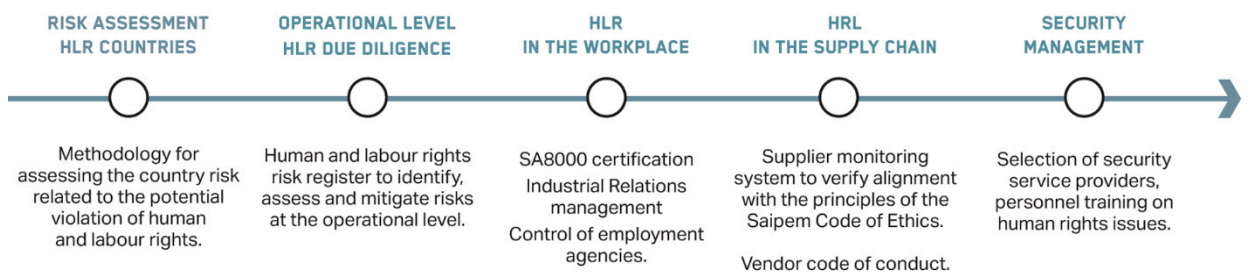 RISK ASSESSMENT
HLR COUNTRIES
Methodology for
assessing the country risk
related to the potential
violation of human
and labour rights.
OPERATIONAL LEVEL
HLR DUE DILIGENCE
Human and labour rights
risk register to identify,
assess and mitigate risks
at the operational level.
HLR
IN THE WORKPLACE
SA8000 certification
Industrial Relations
management
Control of employment
agencies.
HRL
IN THE SUPPLY CHAIN
Supplier monitoring
system to verify alignment
with the principles of the
Saipem Code of Ethics.
Vendor code of conduct.
SECURITY
MANAGEMENT
Selection of security
service providers,
personnel training on
human rights issues.